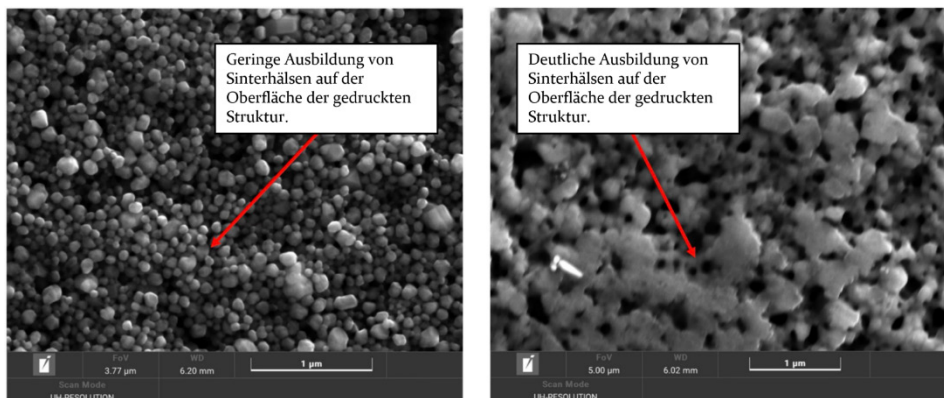 Geringe Ausbildung von
Sinterhälsen auf der
Oberfläche der gedruckten
Struktur.
FoV
WD
3.77 μm
6.20 mm
1 μm
Scan Mode
UH-RESOLUTION
Deutliche Ausbildung von
Sinterhälsen auf der
Oberfläche der gedruckten
Struktur.
FoV
WD
5.00 μm
6.02 mm
1 μm
Scan Mode
UH-RESOLUTION